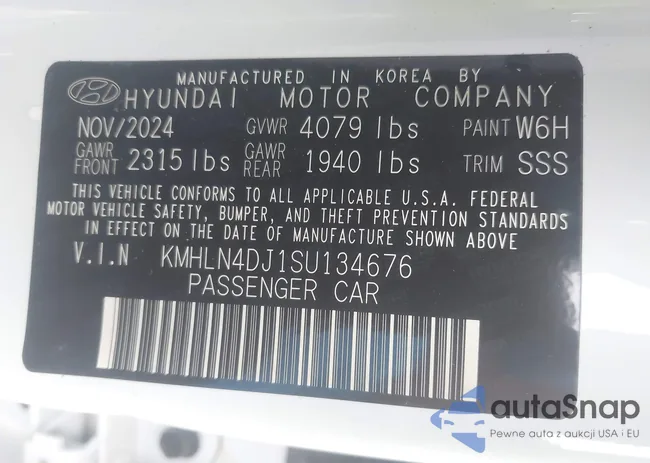 MANUFACTURED IN KOREA BY
HYUNDAI MOTOR COMPANY
NOV/2024 GVWR 4079 lbs PAINT W6H
GAWR FRONT 2315 lbs GAWR REAR 1940 lbs TRIM SSS
THIS VEHICLE CONFORMS TO ALL APPLICABLE U.S.A. FEDERAL
MOTOR VEHICLE SAFETY, BUMPER, AND THEFT PREVENTION STANDARDS
IN EFFECT ON THE DATE OF MANUFACTURE SHOWN ABOVE
V.I.N KMHLN4DJ1SU134676
PASSENGER CAR
autaSnap
Pewne auta z aukcji USA i EU